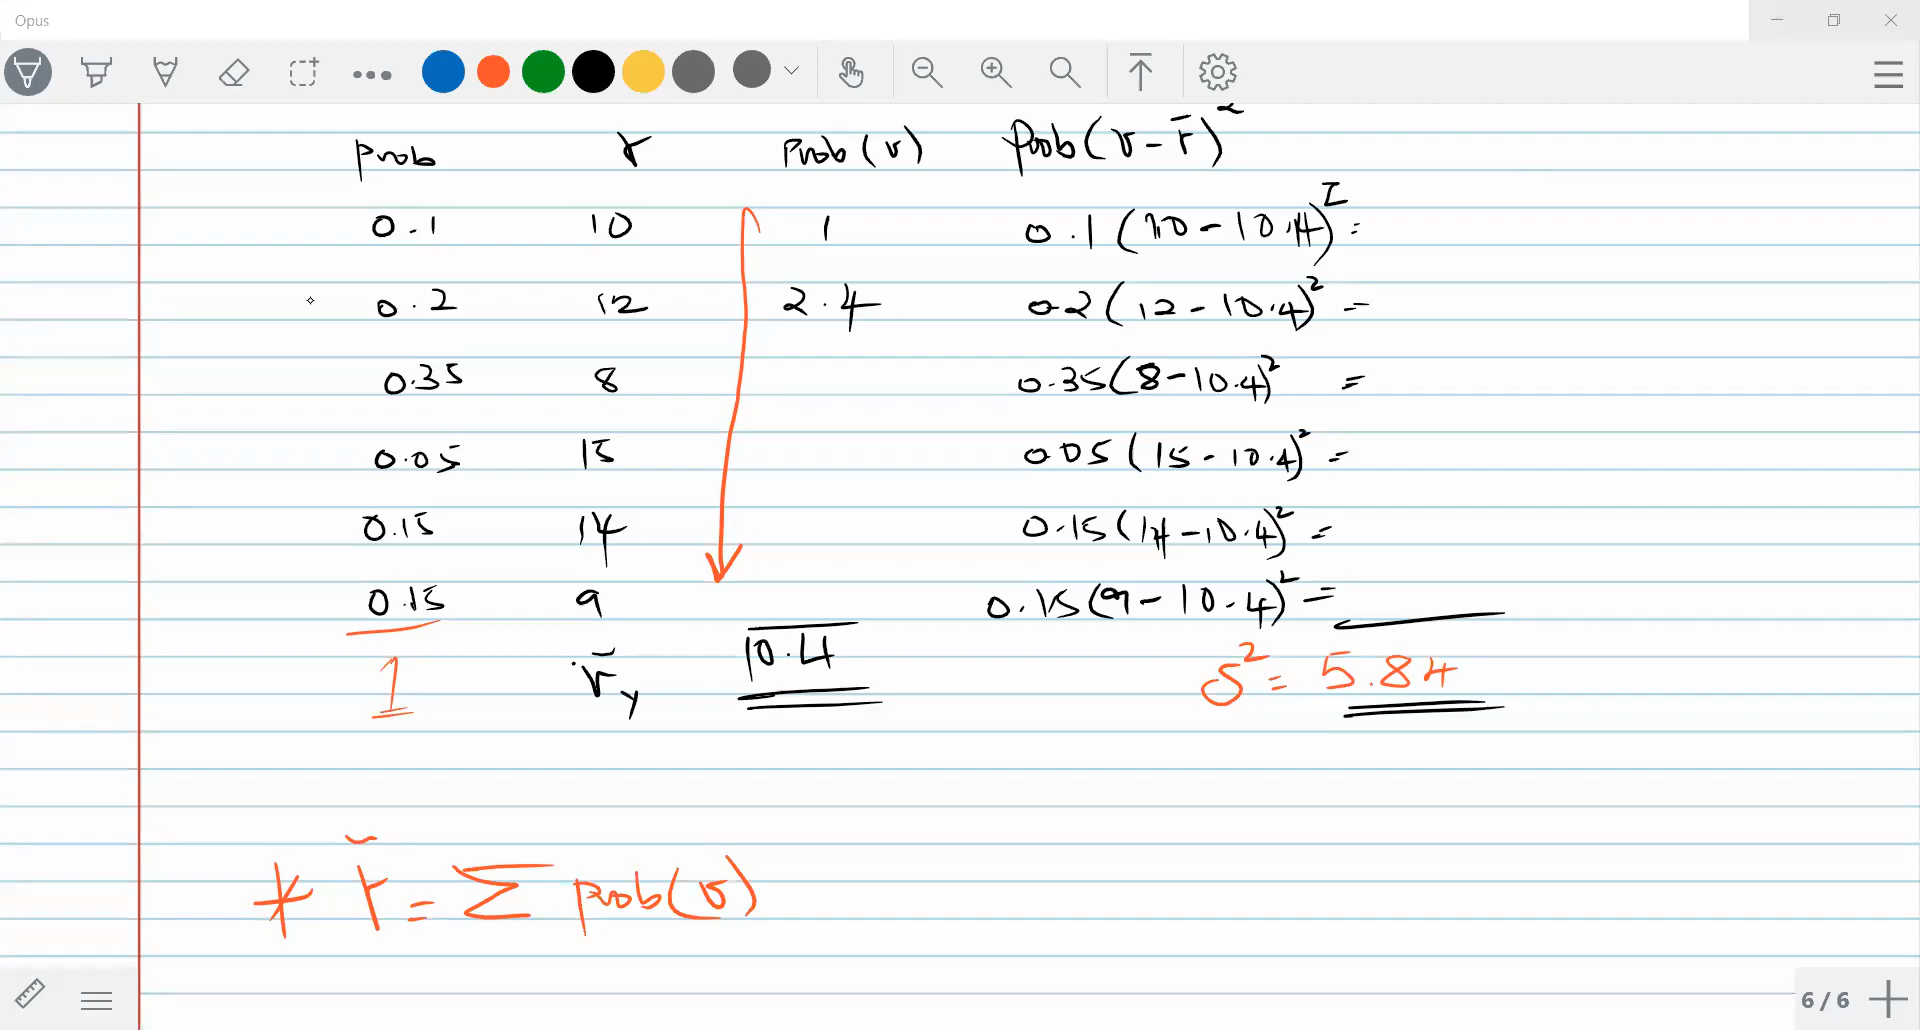 Opus
prob r Prob(r) Prob(r - r̄)²
0.1 10 1 0.1(10 - 10.4)² =
0.2 12 2.4 0.2(12 - 10.4)² =
0.35 8 0.35(8 - 10.4)² =
0.05 15 0.05(15 - 10.4)² =
0.15 14 0.15(14 - 10.4)² =
0.15 9 0.15(9 - 10.4)² =
1 r̄y 10.4 σ² = 5.84
* r̄ = Σ prob(r)
6 / 6